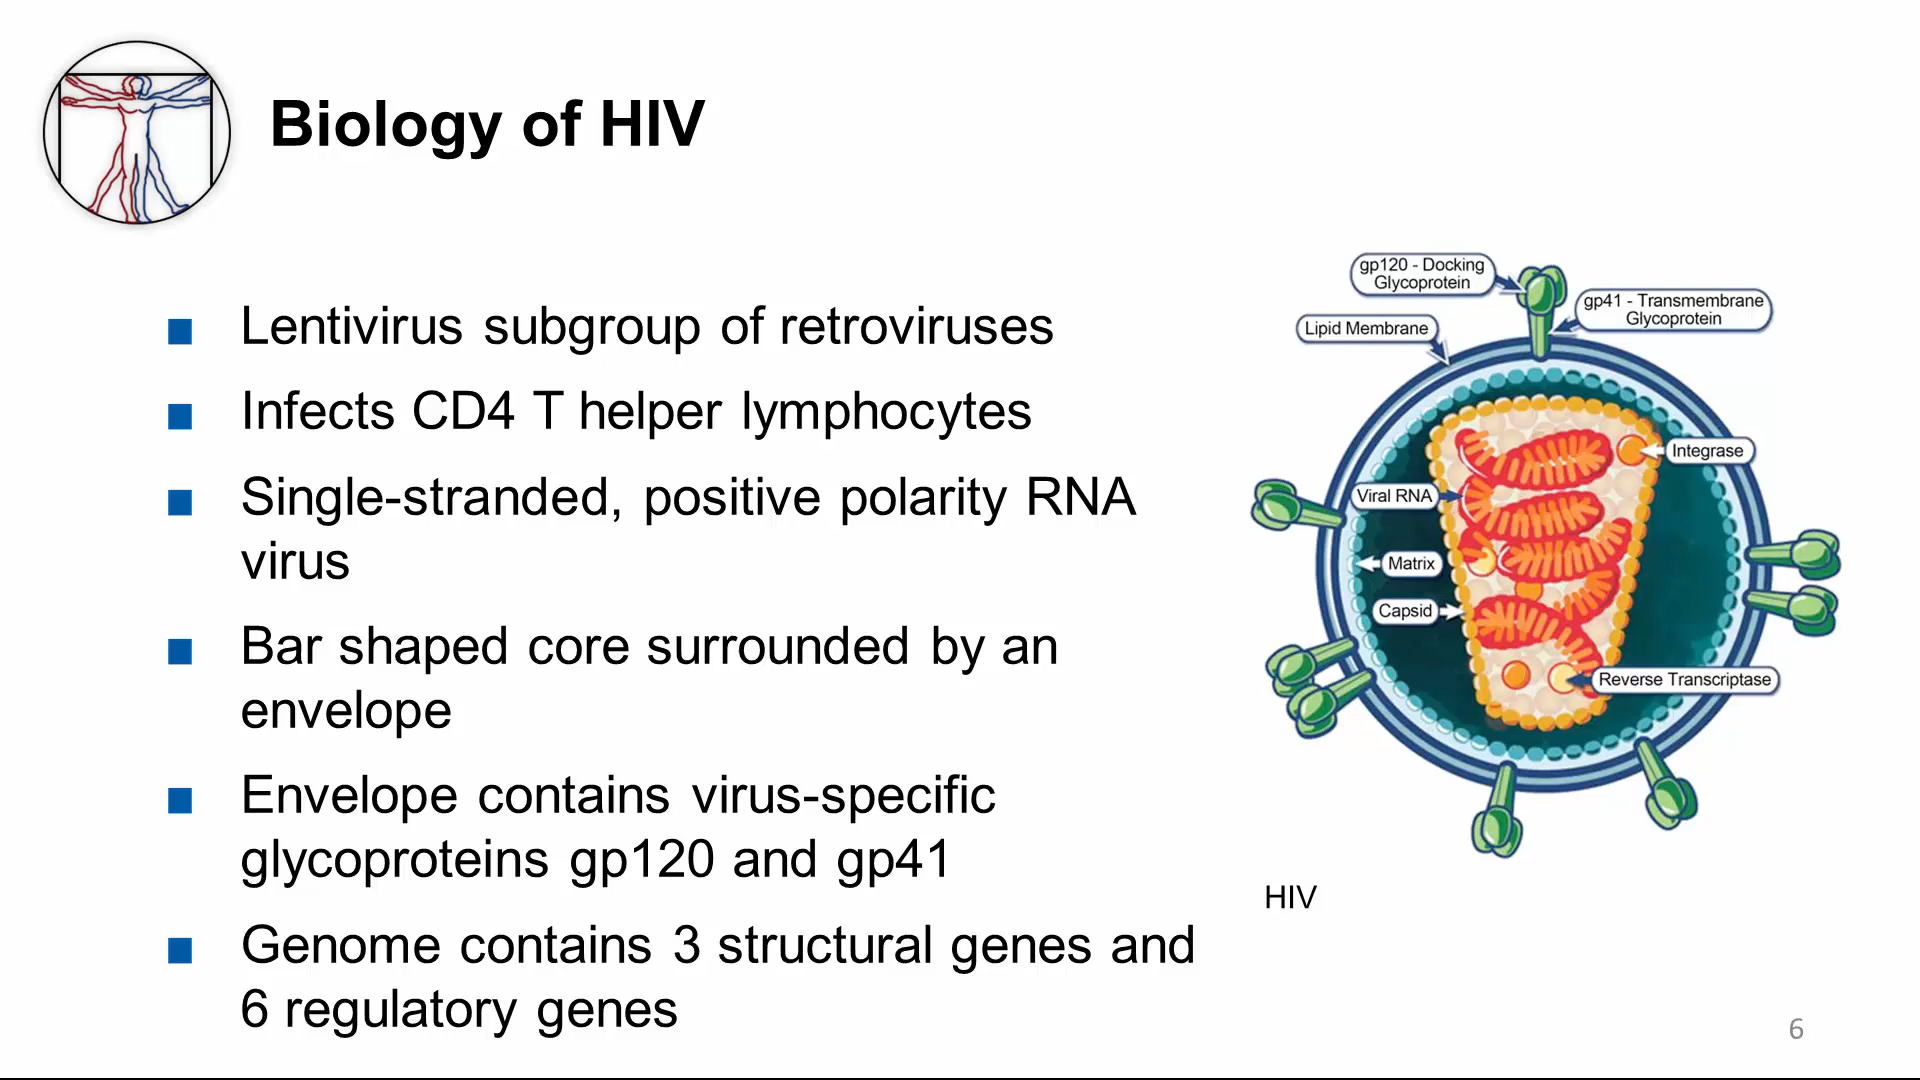 Biology of HIV
Lentivirus subgroup of retroviruses
Infects CD4 T helper lymphocytes
Single-stranded, positive polarity RNA
virus
Bar shaped core surrounded by an
envelope
Envelope contains virus-specific
glycoproteins gp120 and gp41
Genome contains 3 structural genes and
6 regulatory genes
gp120 - Docking
Glycoprotein
gp41 - Transmembrane
Glycoprotein
Lipid Membrane
Integrase
Viral RNA
Matrix
Capsid
Reverse Transcriptase
HIV
6